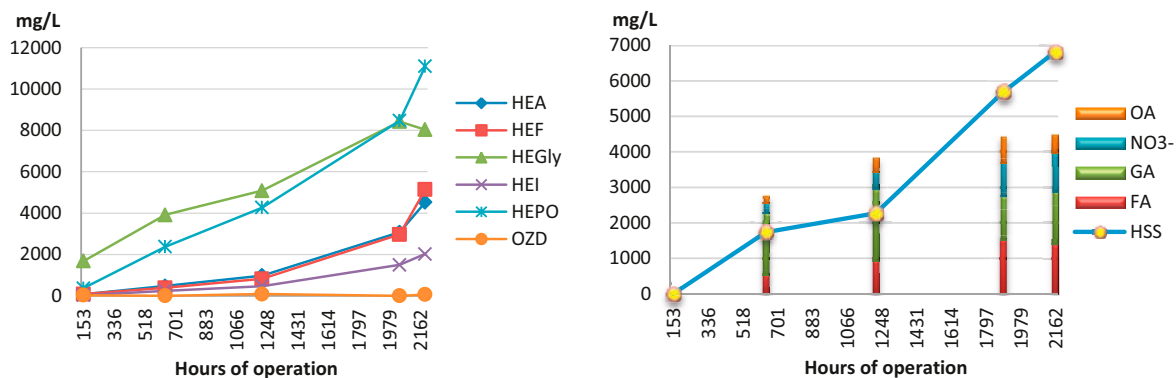 mg/L
12000
10000
8000
6000
4000
2000
0
153
336
518
701
883
1066
1248
1431
1614
1797
1979
2162
Hours of operation
HEA
HEF
HEGly
HEI
HEPO
OZD
mg/L
7000
6000
5000
4000
3000
2000
1000
0
153
336
518
701
883
1066
1248
1431
1614
1797
1979
2162
Hours of operation
OA
NO3-
GA
FA
HSS